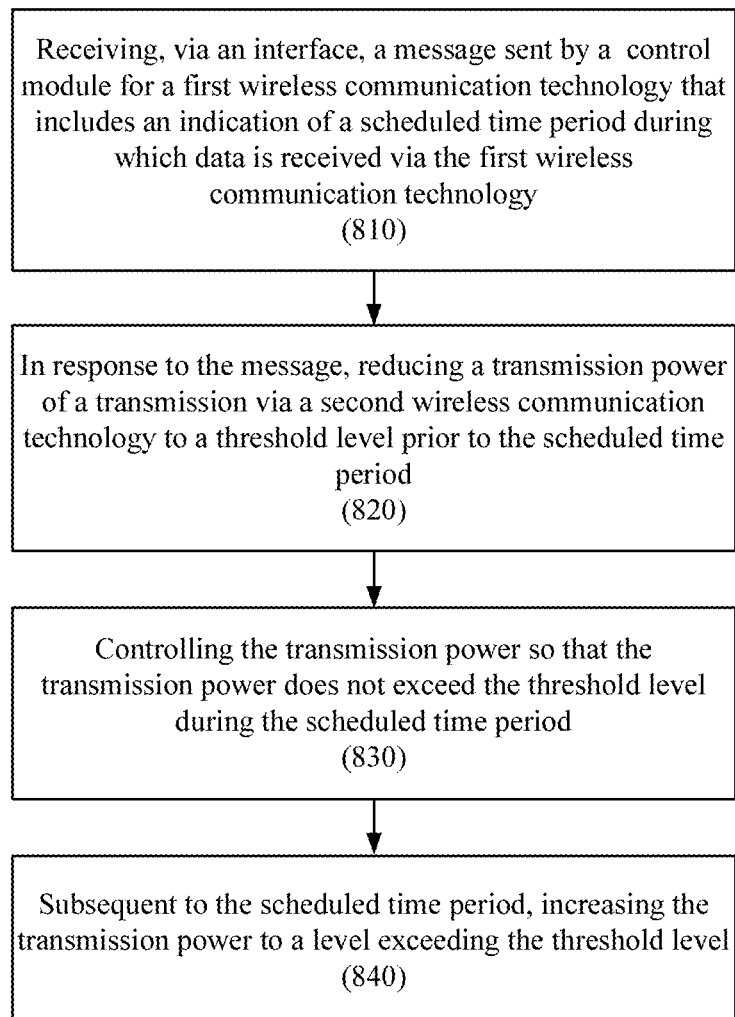 Receiving, via an interface, a message sent by a control
module for a first wireless communication technology that
includes an indication of a scheduled time period during
which data is received via the first wireless
communication technology
(810)
In response to the message, reducing a transmission power
of a transmission via a second wireless communication
technology to a threshold level prior to the scheduled time
period
(820)
Controlling the transmission power so that the
transmission power does not exceed the threshold level
during the scheduled time period
(830)
Subsequent to the scheduled time period, increasing the
transmission power to a level exceeding the threshold level
(840)